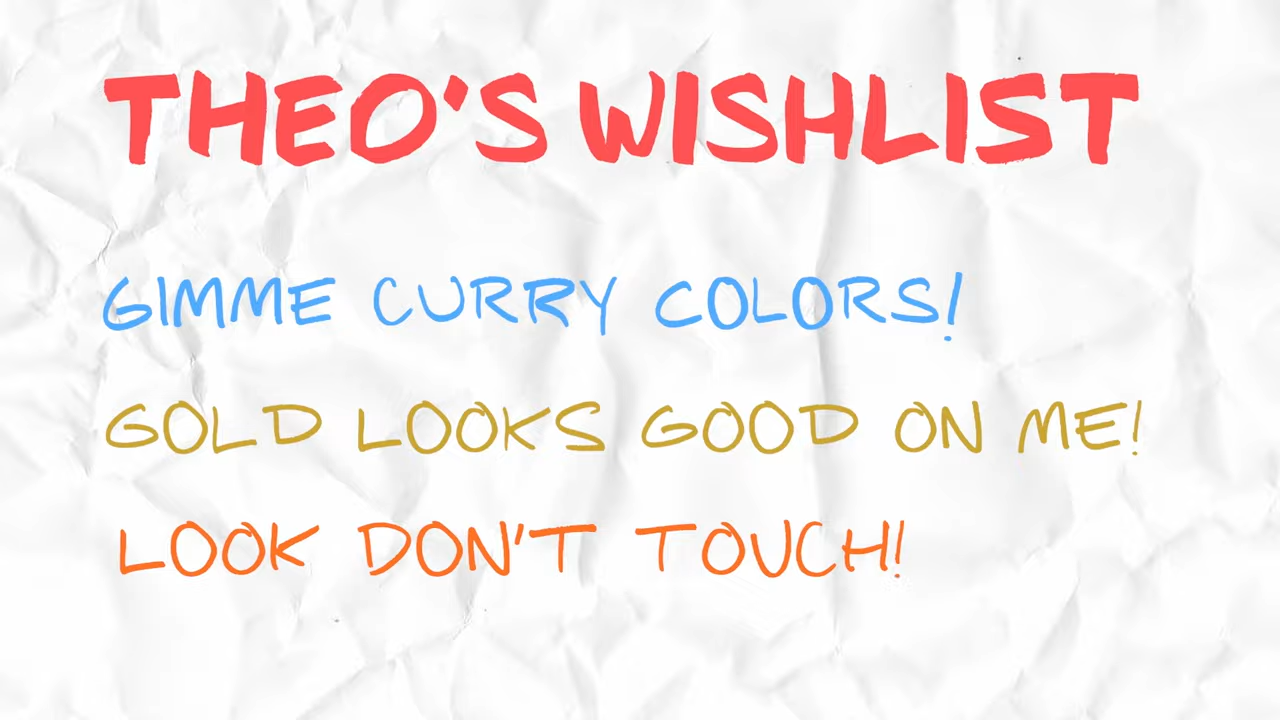 THEO'S WISHLIST
GIMME CURRY COLORS!
GOLD LOOKS GOOD ON ME!
LOOK DON'T TOUCH!